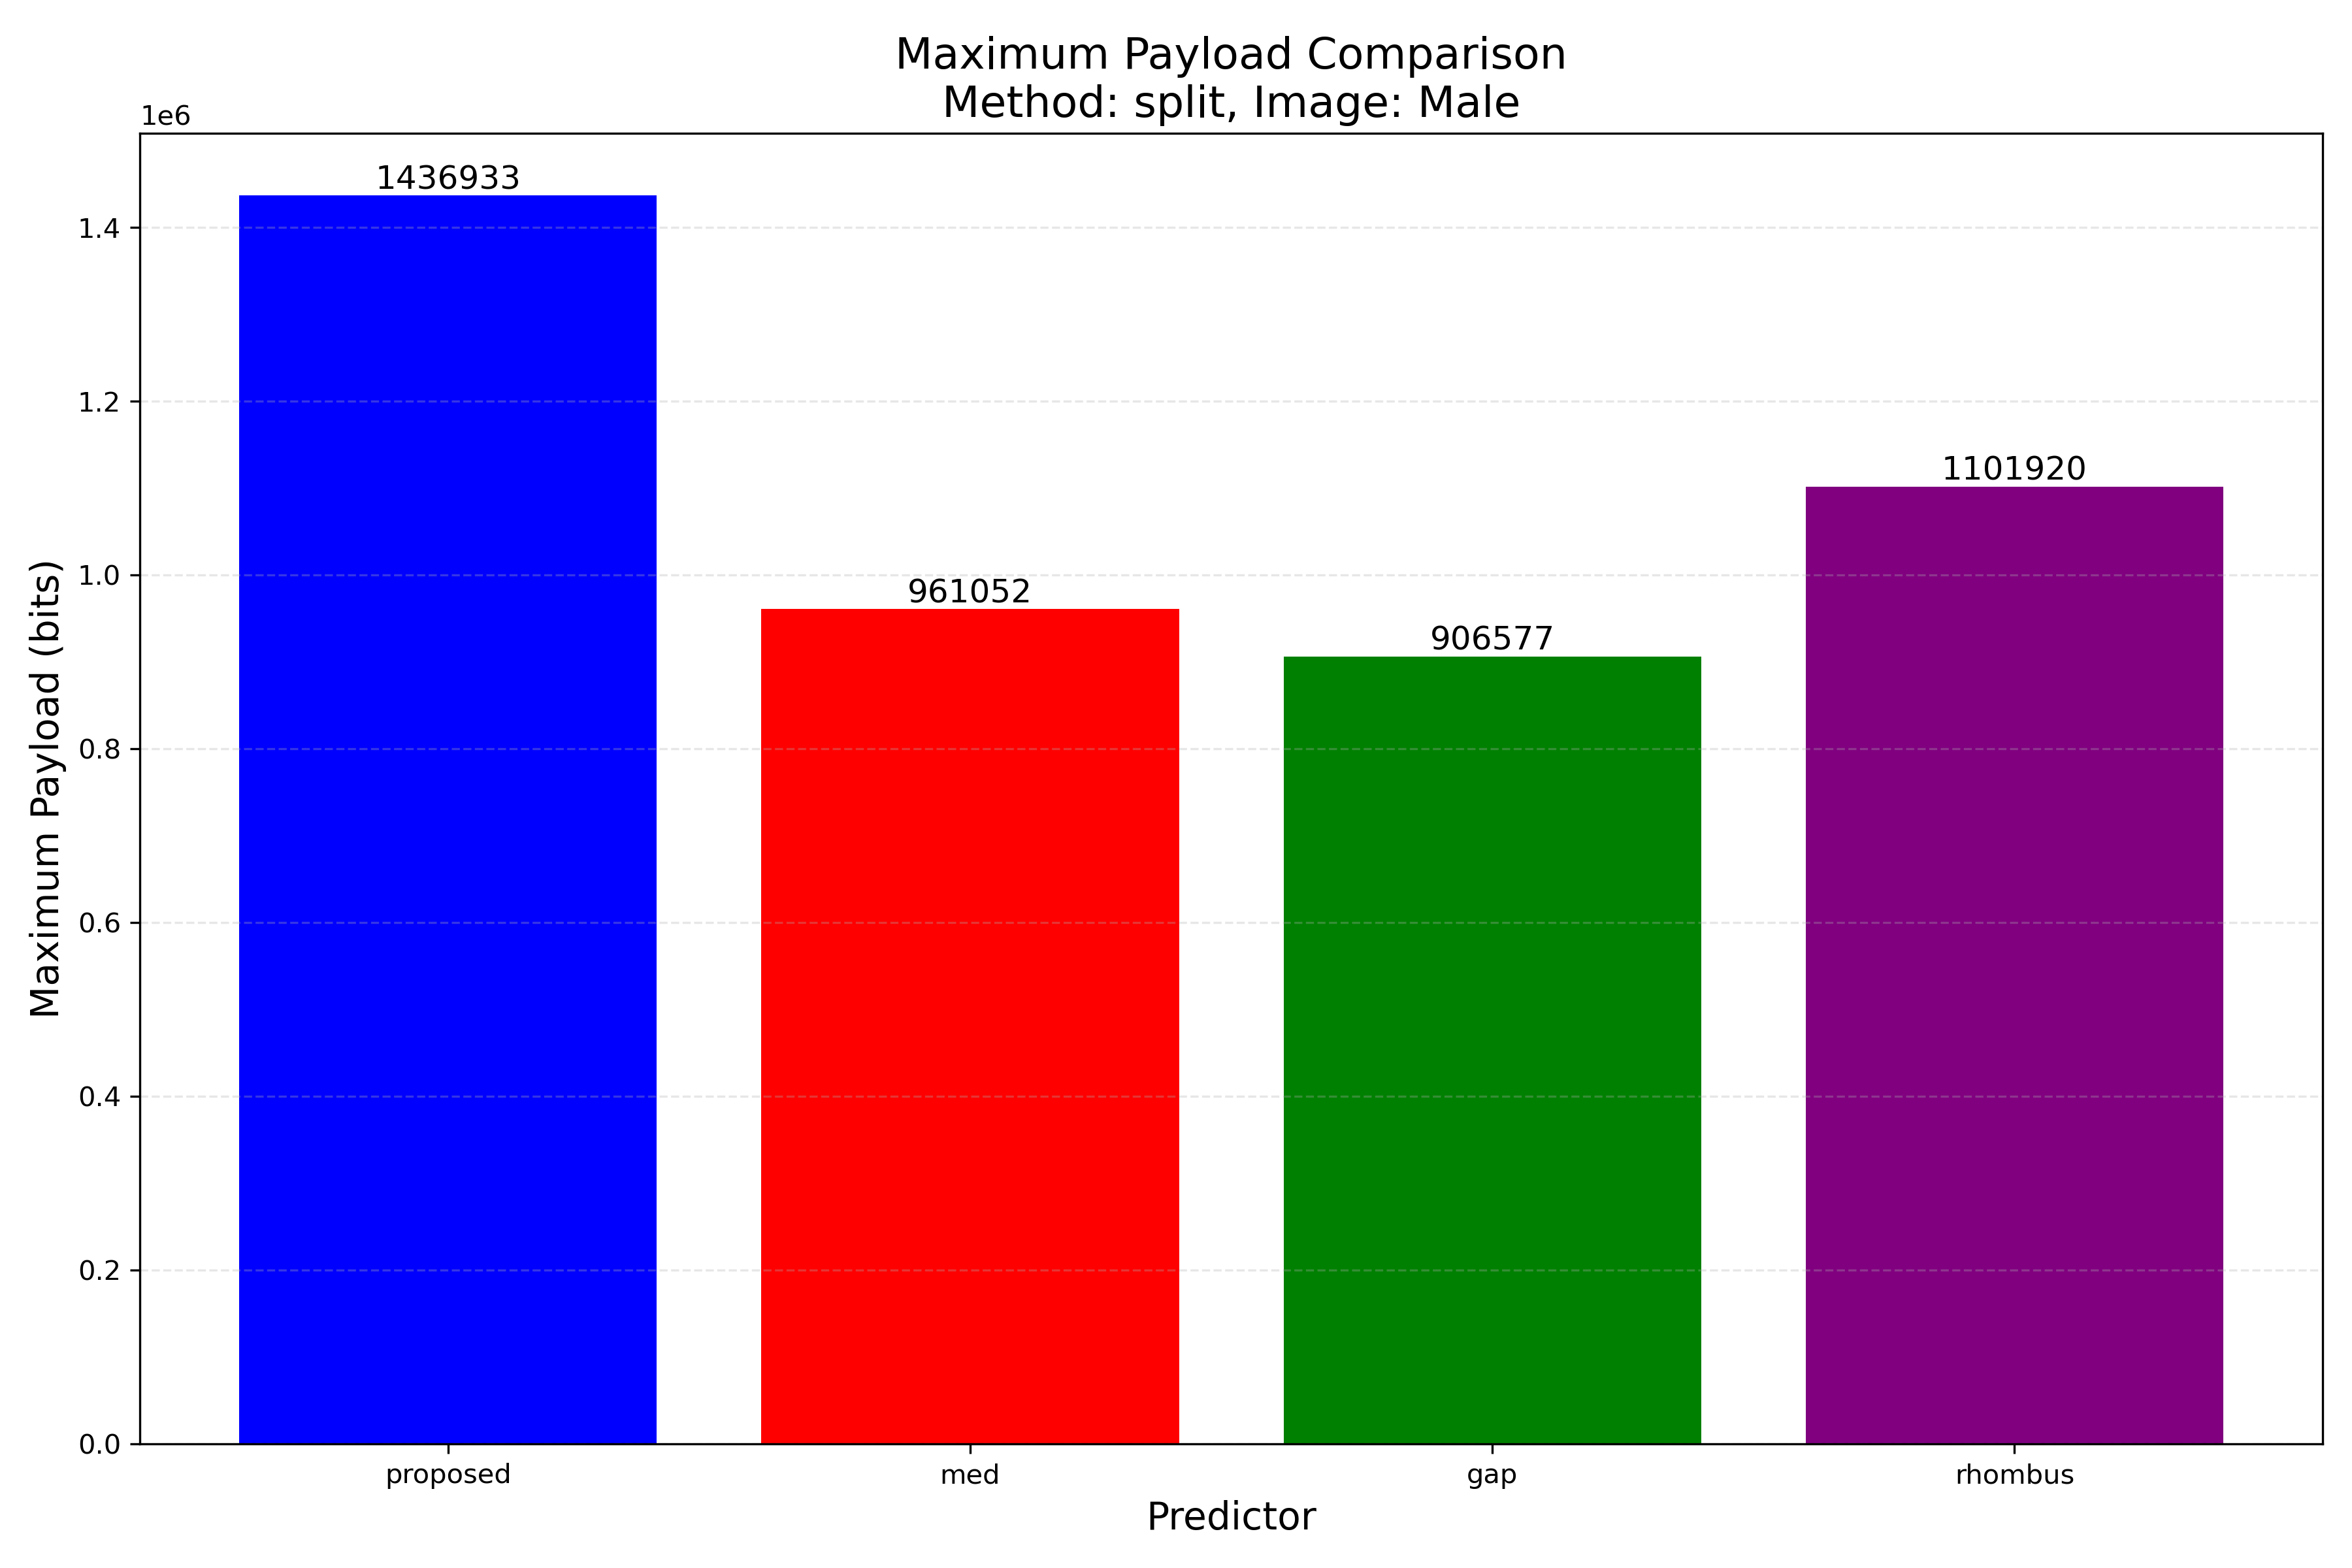 Maximum Payload Comparison
Method: split, Image: Male
1e6
1.4
1.2
1.0
0.8
0.6
0.4
0.2
0.0
Maximum Payload (bits)
1436933
961052
906577
1101920
proposed
med
gap
rhombus
Predictor